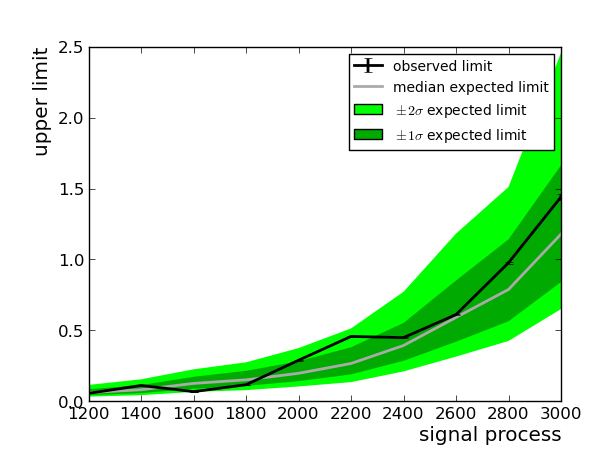 2.5
2.0
1.5
1.0
0.5
0.0
upper limit
observed limit
median expected limit
±2σ expected limit
±1σ expected limit
1200 1400 1600 1800 2000 2200 2400 2600 2800 3000
signal process